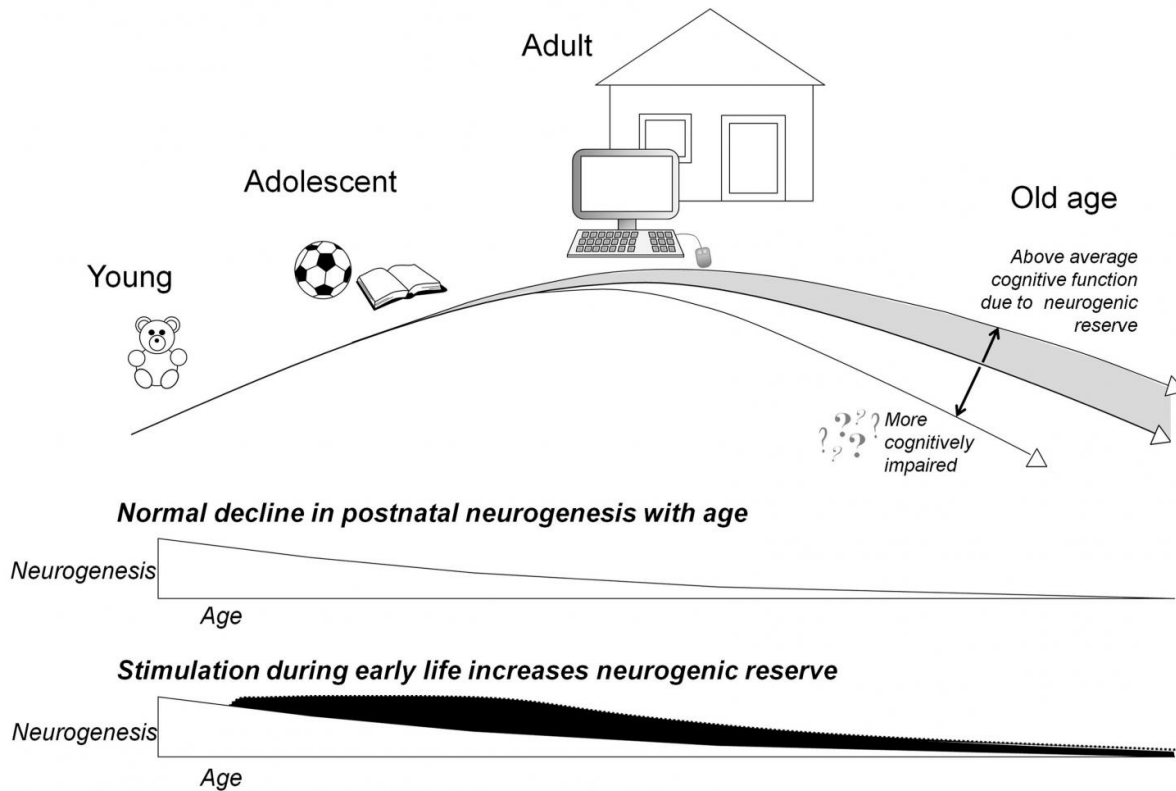 Adult
Adolescent
Old age
Young
Above average
cognitive function
due to neurogenic
reserve
? ? ? ? ? ? ?
More
cognitively
impaired
Normal decline in postnatal neurogenesis with age
Neurogenesis
Age
Stimulation during early life increases neurogenic reserve
Neurogenesis
Age